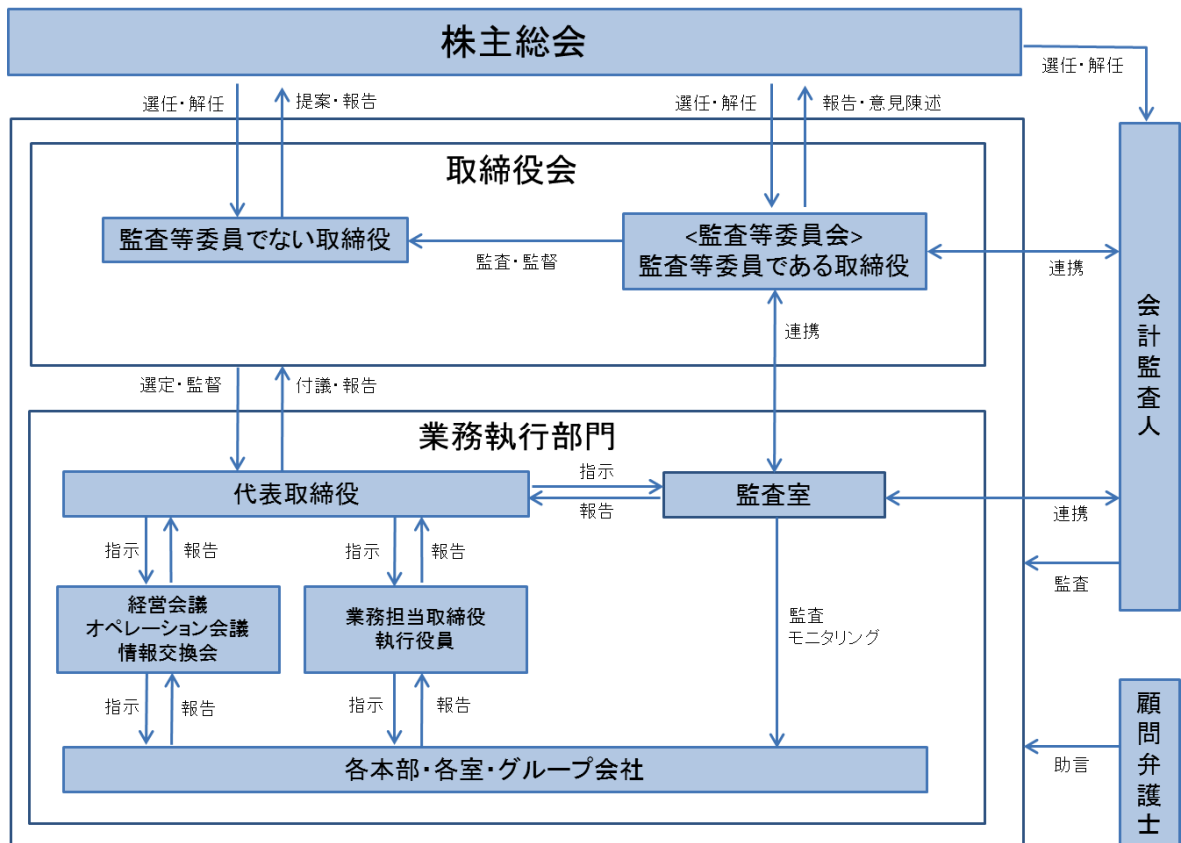 株主総会
選任・解任
選任・解任
提案・報告
選任・解任
報告・意見陳述
取締役会
監査等委員でない取締役
監査・監督
<監査等委員会>
監査等委員である取締役
連携
会計監査人
連携
選定・監督
付議・報告
業務執行部門
代表取締役
指示
報告
監査室
連携
指示
報告
指示
報告
監査
経営会議
オペレーション会議
情報交換会
業務担当取締役
執行役員
監査
モニタリング
指示
報告
指示
報告
各本部・各室・グループ会社
助言
顧問弁護士